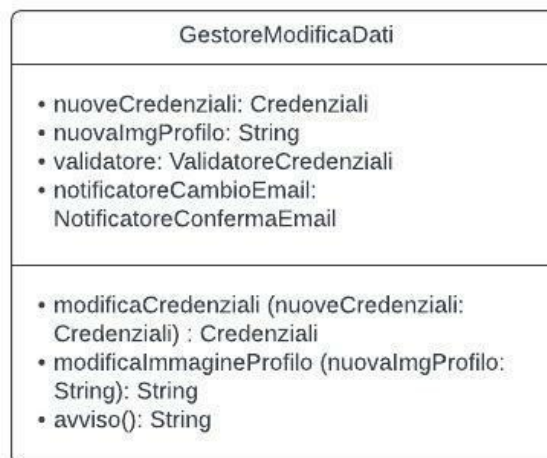 GestoreModificaDati
• nuoveCredenziali: Credenziali
• nuovaImgProfilo: String
• validatore: ValidatoreCredenziali
• notificatoreCambioEmail:
NotificatoreConfermaEmail
• modificaCredenziali (nuoveCredenziali:
Credenziali) : Credenziali
• modificaImmagineProfilo (nuovaImgProfilo:
String): String
• avviso(): String